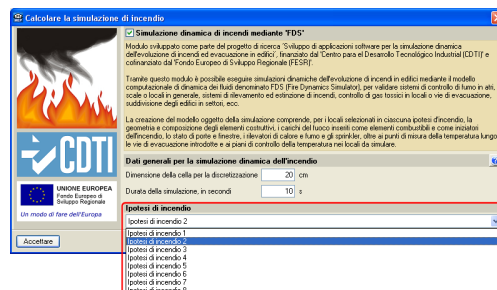 Calcolare la simulazione di incendio
Simulazione dinamica di incendi mediante 'FDS'
Modulo sviluppato come parte del progetto di ricerca 'Sviluppo di applicazioni software per la simulazione dinamica
dell'evoluzione di incendi ed evacuazione in edifici', finanziato dal 'Centro para el Desarrollo Tecnológico Industrial (CDTI)' e
cofinanziato dal 'Fondo Europeo di Sviluppo Regionale (FESR)'.
Tramite questo modulo è possibile eseguire simulazioni dinamiche dell'evoluzione di incendi in edifici mediante il modello
computazionale di dinamica dei fluidi denominato FDS (Fire Dynamics Simulator), per validare sistemi di controllo di fumo in atri,
scale o locali in generale, sistemi di rilevamento ed estinzione di incendi, controllo di gas tossici in locali o vie di evacuazione,
suddivisione degli edifici in settori, ecc.
La creazione del modello oggetto della simulazione comprende, per i locali selezionati in ciascuna ipotesi d'incendio, la
geometria e composizione degli elementi costruttivi, i carichi del fuoco inseriti come elementi combustibili e come iniziatori
dell'incendio, lo stato di porte e finestre, i rilevatori di calore e fumo e gli sprinkler, oltre ai punti di misura della temperatura lungo
le vie di evacuazione introdotte e ai piani di controllo della temperatura nei locali da simulare.
CDTI
UNIONE EUROPEA
Fondo Europeo di
Sviluppo Regionale
Un modo di fare dell'Europa
Dati generali per la simulazione dinamica dell'incendio
Dimensione della cella per la discretizzazione 20 cm
Durata della simulazione, in secondi 10 s
Ipotesi di incendio
Ipotesi di incendio 2
Ipotesi di incendio 1
Ipotesi di incendio 2
Ipotesi di incendio 3
Ipotesi di incendio 4
Ipotesi di incendio 5
Ipotesi di incendio 6
Ipotesi di incendio 7
Ipotesi di incendio 8
Accettare